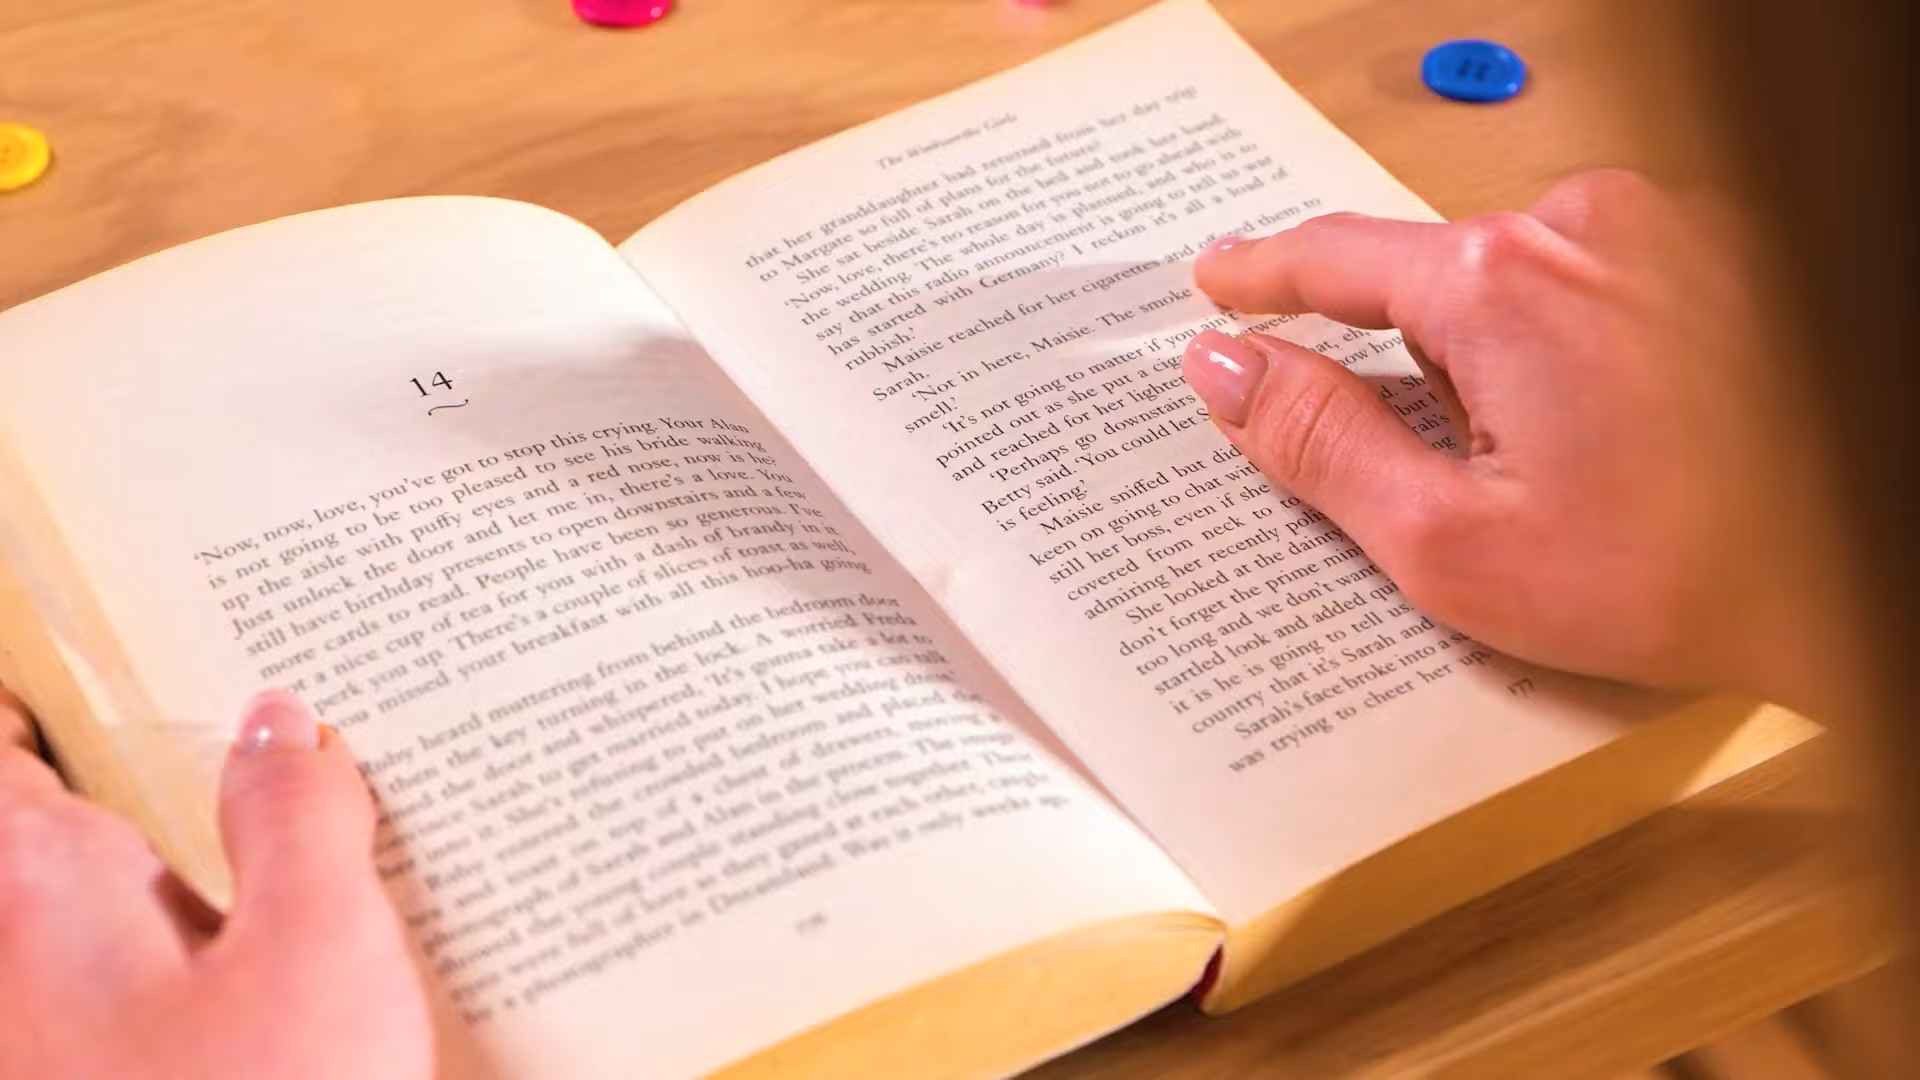 14
‘Now, now, love, you’ve got to stop this crying. Your Alan
is not going to be too pleased to see his bride walking
up the aisle with puffy eyes and a red nose, now is he?
Just unlock the door and let me in, there’s a love. You
still have birthday presents to open downstairs and a few
more cards to read. People have been so generous. I’ve
a nice cup of tea for you with a dash of brandy in it
perk you up. There’s a couple of slices of toast as well,
you missed your breakfast with all this hoo-ha going
Ruby heard muttering from behind the bedroom door
then the key turning in the lock. A worried Freda
the door and whispered, ‘It’s gonna take a lot to
Sarah to get married today. I hope you can talk
into it. She’s refusing to put on her wedding dress.’
Ruby entered the crowded bedroom and placed the
and toast on top of a chest of drawers, moving a
photograph of Sarah and Alan in the process. The image
showed the young couple standing close together. Their
eyes were full of love as they gazed at each other, caught
by a photographer in Dreamland. Was it only weeks ago,
The Woolworths Girls
that her granddaughter had returned from her day trip
to Margate so full of plans for the future?
She sat beside Sarah on the bed and took her hand.
‘Now, love, there’s no reason for you not to go ahead with
the wedding. The whole day is planned, and who is to
say that this radio announcement is going to tell us war
has started with Germany? I reckon it’s all a load of
rubbish.’
Maisie reached for her cigarettes and offered them to
Sarah.
‘Not in here, Maisie. The smoke
smell.’
‘It’s not going to matter if you ain’t
pointed out as she put a between
and reached for her lighter hat, eh,
‘Perhaps go downstairs now how
Betty said. ‘You could let
is feeling.’ but I
Maisie sniffed but did
keen on going to chat with
still her boss, even if she
covered from neck to
admiring her recently
She looked at the dainty
don’t forget the prime
too long and we don’t want
startled look and added
it is he is going to tell us.
country that it’s Sarah and
Sarah’s face broke into a
was trying to cheer her up.
177